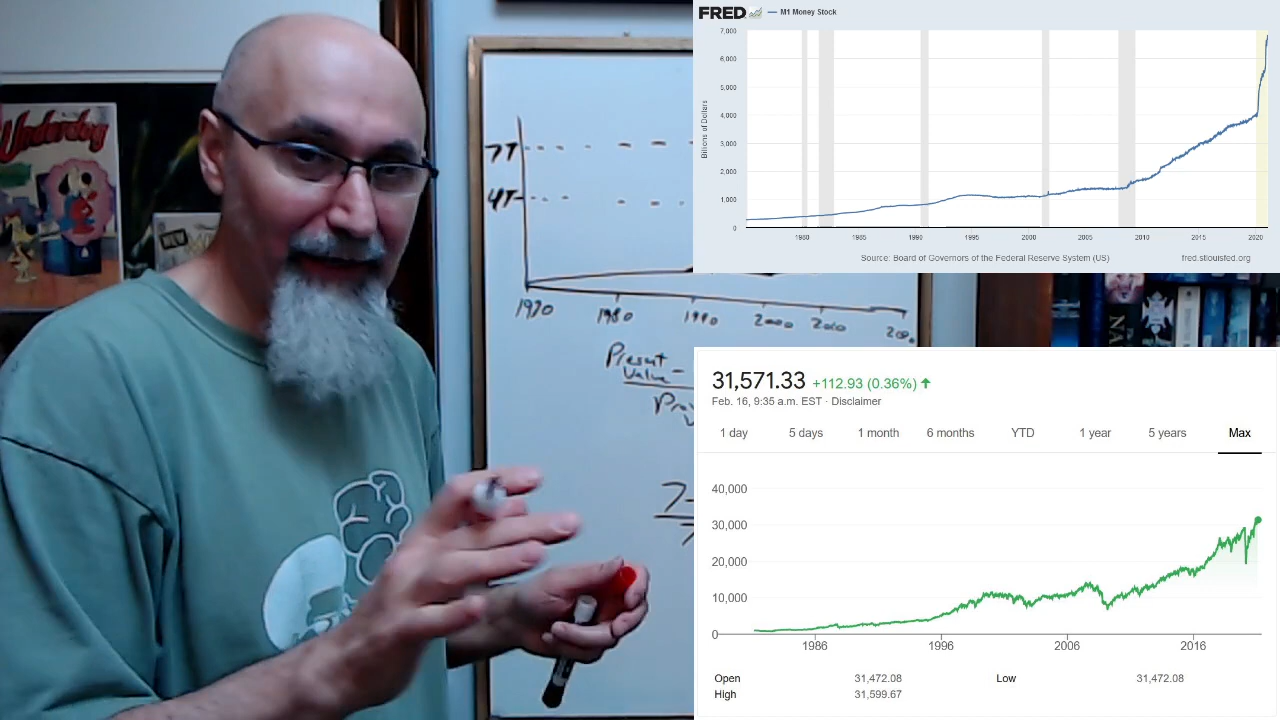 Underdog
7T
4T
1970
1980
1990
2000
2010
Present
Value -
7-
NA
FRED
M1 Money Stock
7,000
6,000
5,000
4,000
3,000
2,000
1,000
0
Billions of Dollars
1980 1985 1990 1995 2000 2005 2010 2015 2020
Source: Board of Governors of the Federal Reserve System (US) fred.stlouisfed.org
31,571.33 +112.93 (0.36%) ↑
Feb. 16, 9:35 a.m. EST · Disclaimer
1 day 5 days 1 month 6 months YTD 1 year 5 years Max
40,000
30,000
20,000
10,000
0
1986 1996 2006 2016
Open 31,472.08 Low 31,472.08
High 31,599.67